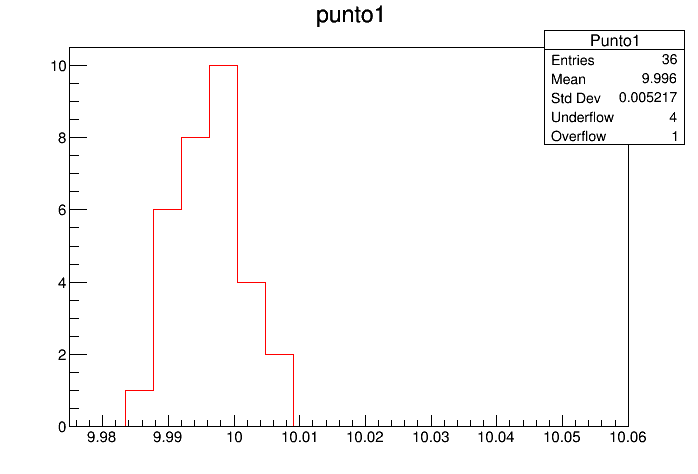 punto1
Punto1
Entries 36
Mean 9.996
Std Dev 0.005217
Underflow 4
Overflow 1
10
8
6
4
2
0
9.98 9.99 10 10.01 10.02 10.03 10.04 10.05 10.06